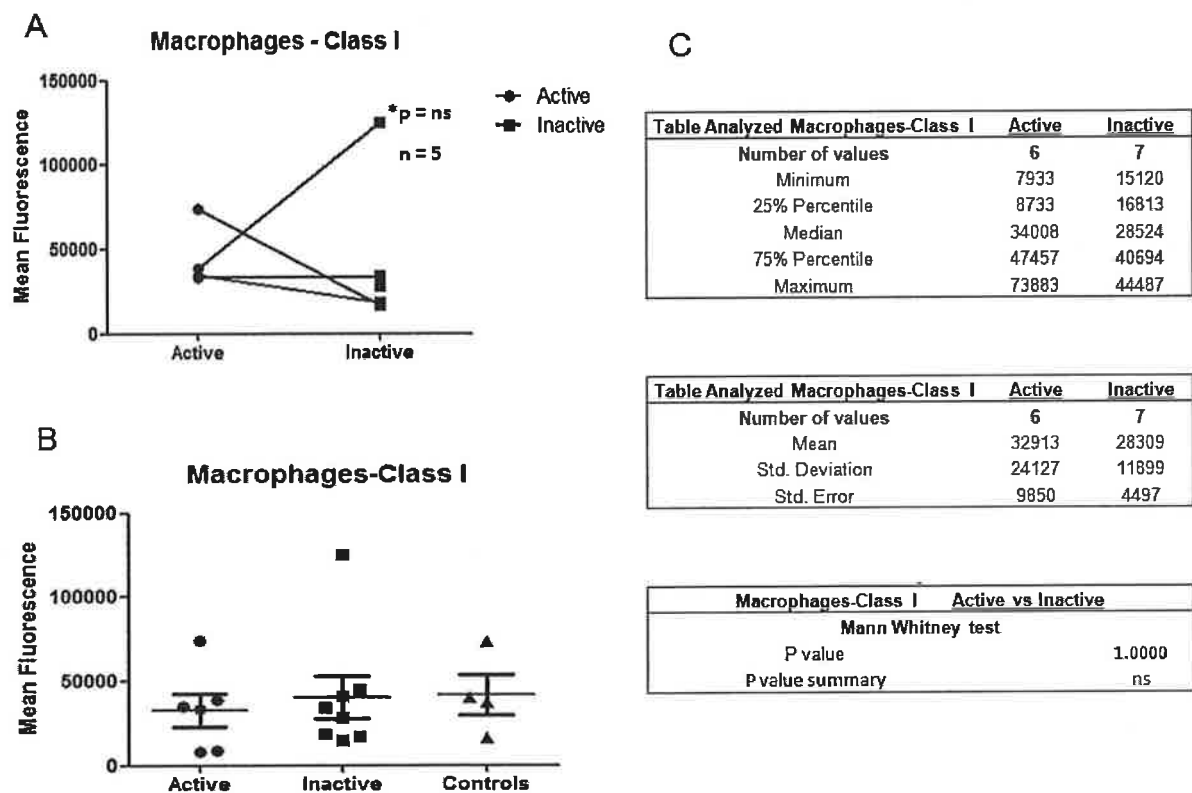 A
Macrophages - Class I
150000
100000
50000
0
Mean Fluorescence
Active
Inactive
*p = ns
n = 5
Active
Inactive
B
Macrophages-Class I
150000
100000
50000
0
Mean Fluorescence
Active
Inactive
Controls
C
Table Analyzed Macrophages-Class I Active Inactive
Number of values 6 7
Minimum 7933 15120
25% Percentile 8733 16813
Median 34008 28524
75% Percentile 47457 40694
Maximum 73883 44487
Table Analyzed Macrophages-Class I Active Inactive
Number of values 6 7
Mean 32913 28309
Std. Deviation 24127 11899
Std. Error 9850 4497
Macrophages-Class I Active vs Inactive
Mann Whitney test
P value 1.0000
P value summary ns